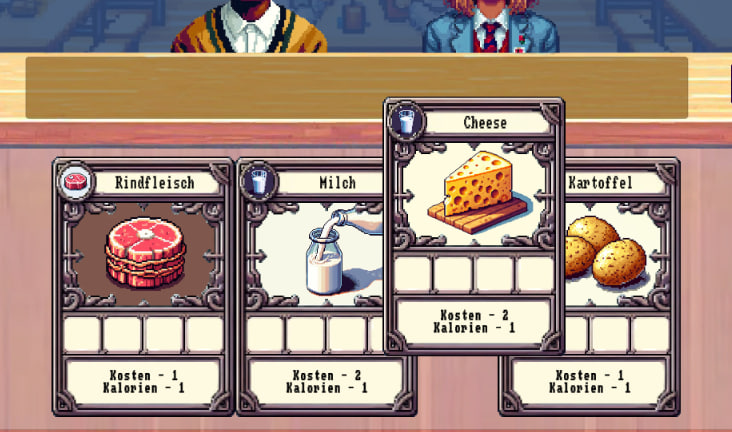 Cheese
Rindfleisch
Milch
Kartoffel
Kosten - 2
Kalorien - 1
Kosten - 1
Kalorien - 1
Kosten - 2
Kalorien - 1
Kosten - 1
Kalorien - 1